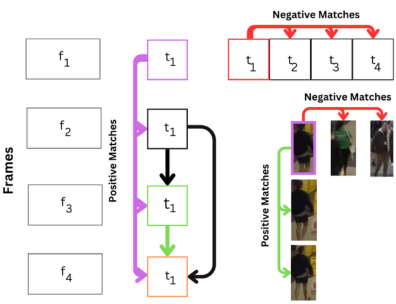 Negative Matches
f1
t1
t1
t2
t3
t4
Negative Matches
Frames
Positive Matches
f2
t1
Positive Matches
f3
t1
f4
t1